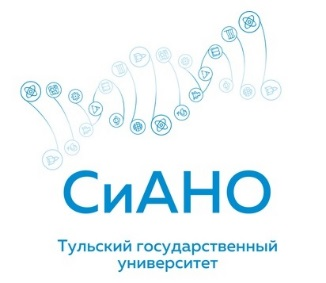 СиАНО
Тульский государственный
университет